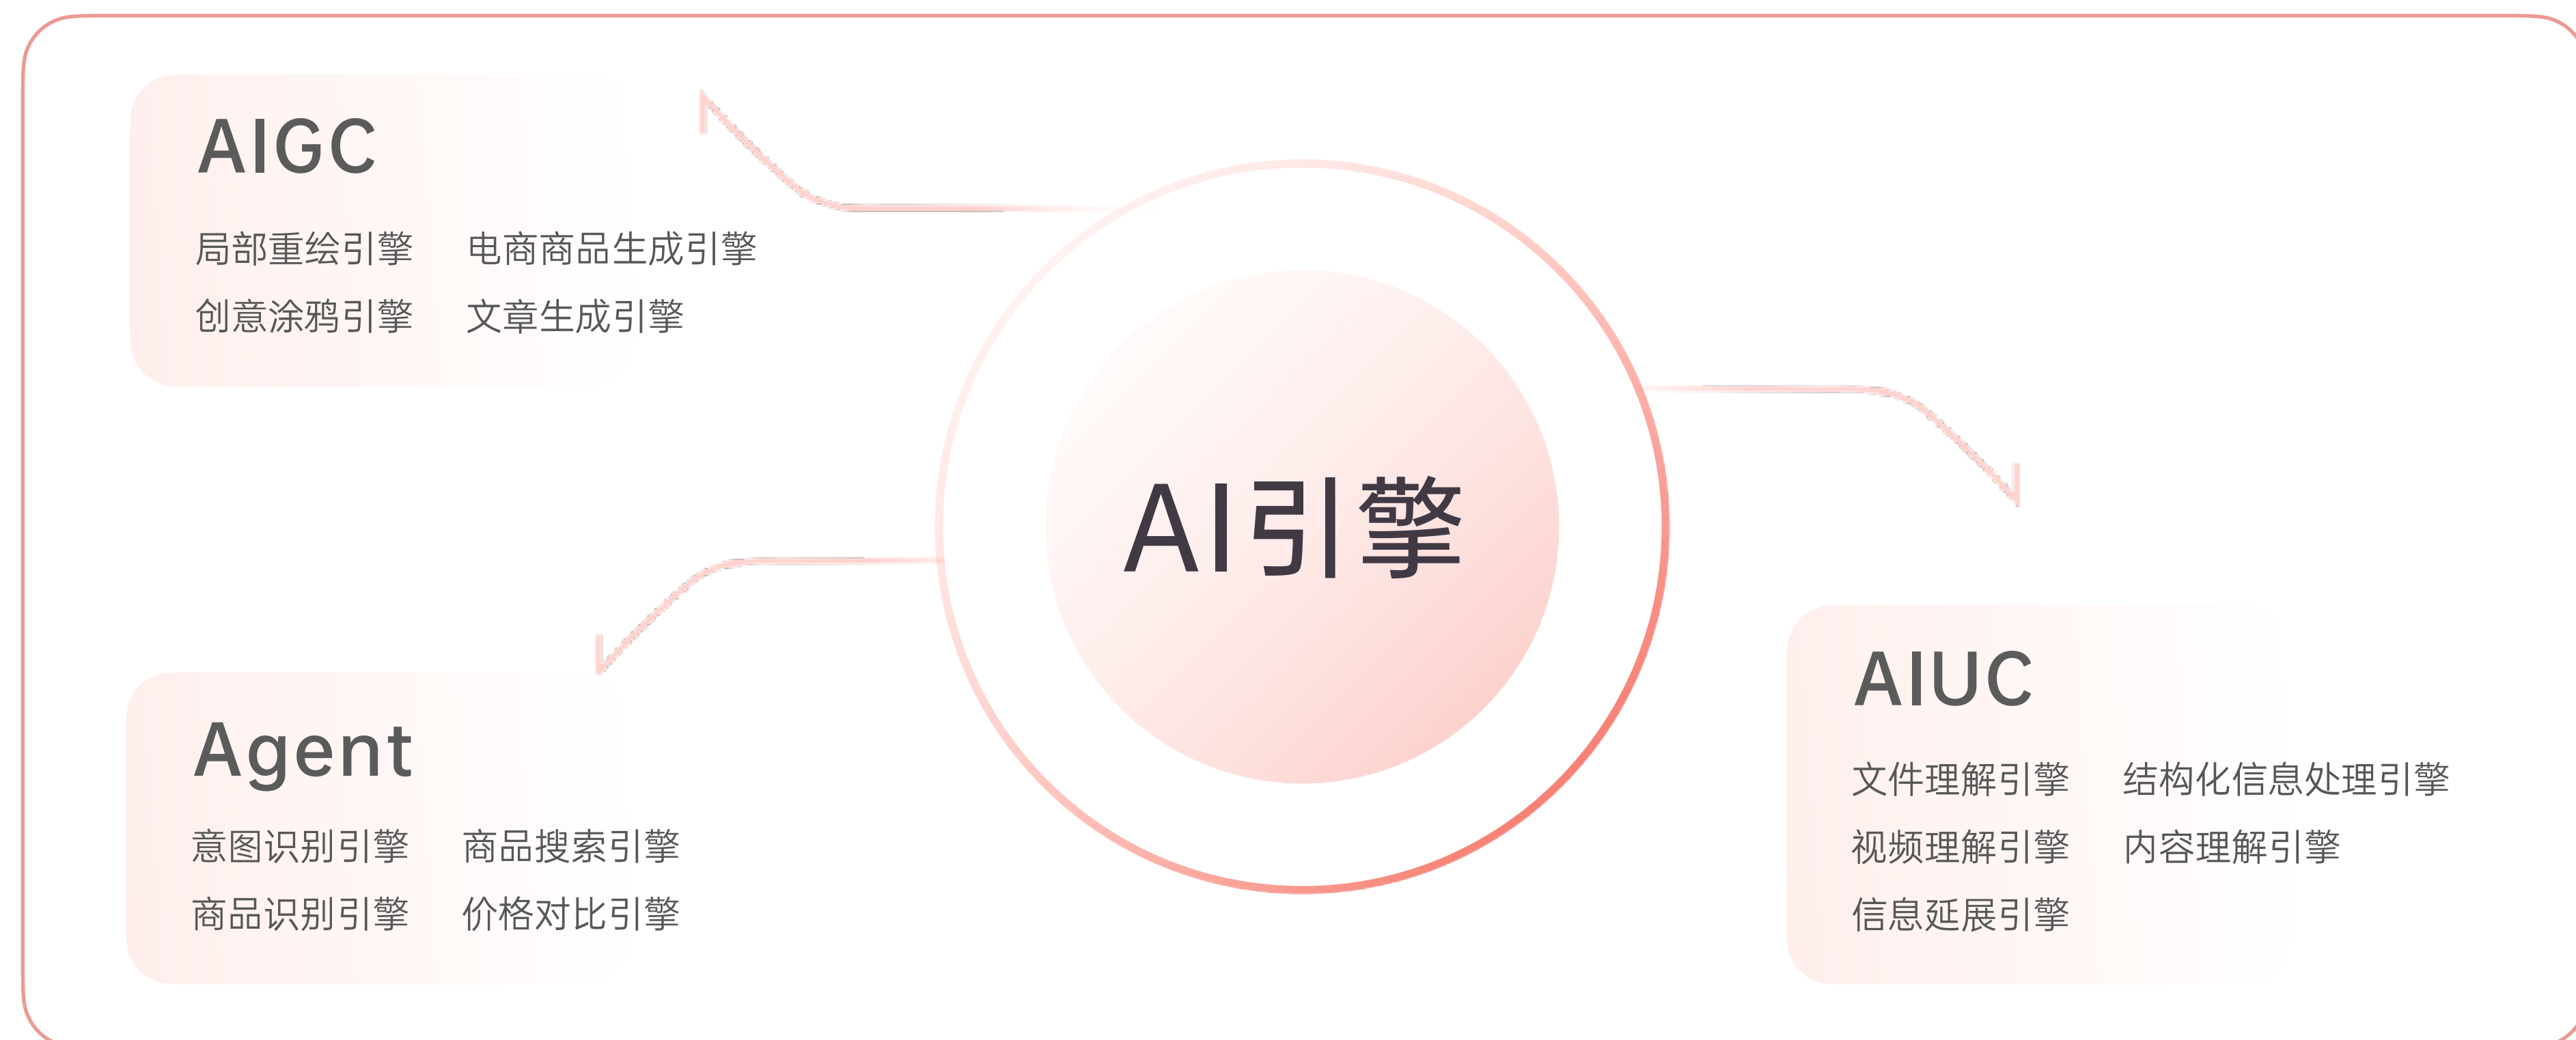 AIGC
局部重绘引擎 电商商品生成引擎
创意涂鸦引擎 文章生成引擎
AI引擎
Agent
意图识别引擎 商品搜索引擎
商品识别引擎 价格对比引擎
AIUC
文件理解引擎 结构化信息处理引擎
视频理解引擎 内容理解引擎
信息延展引擎